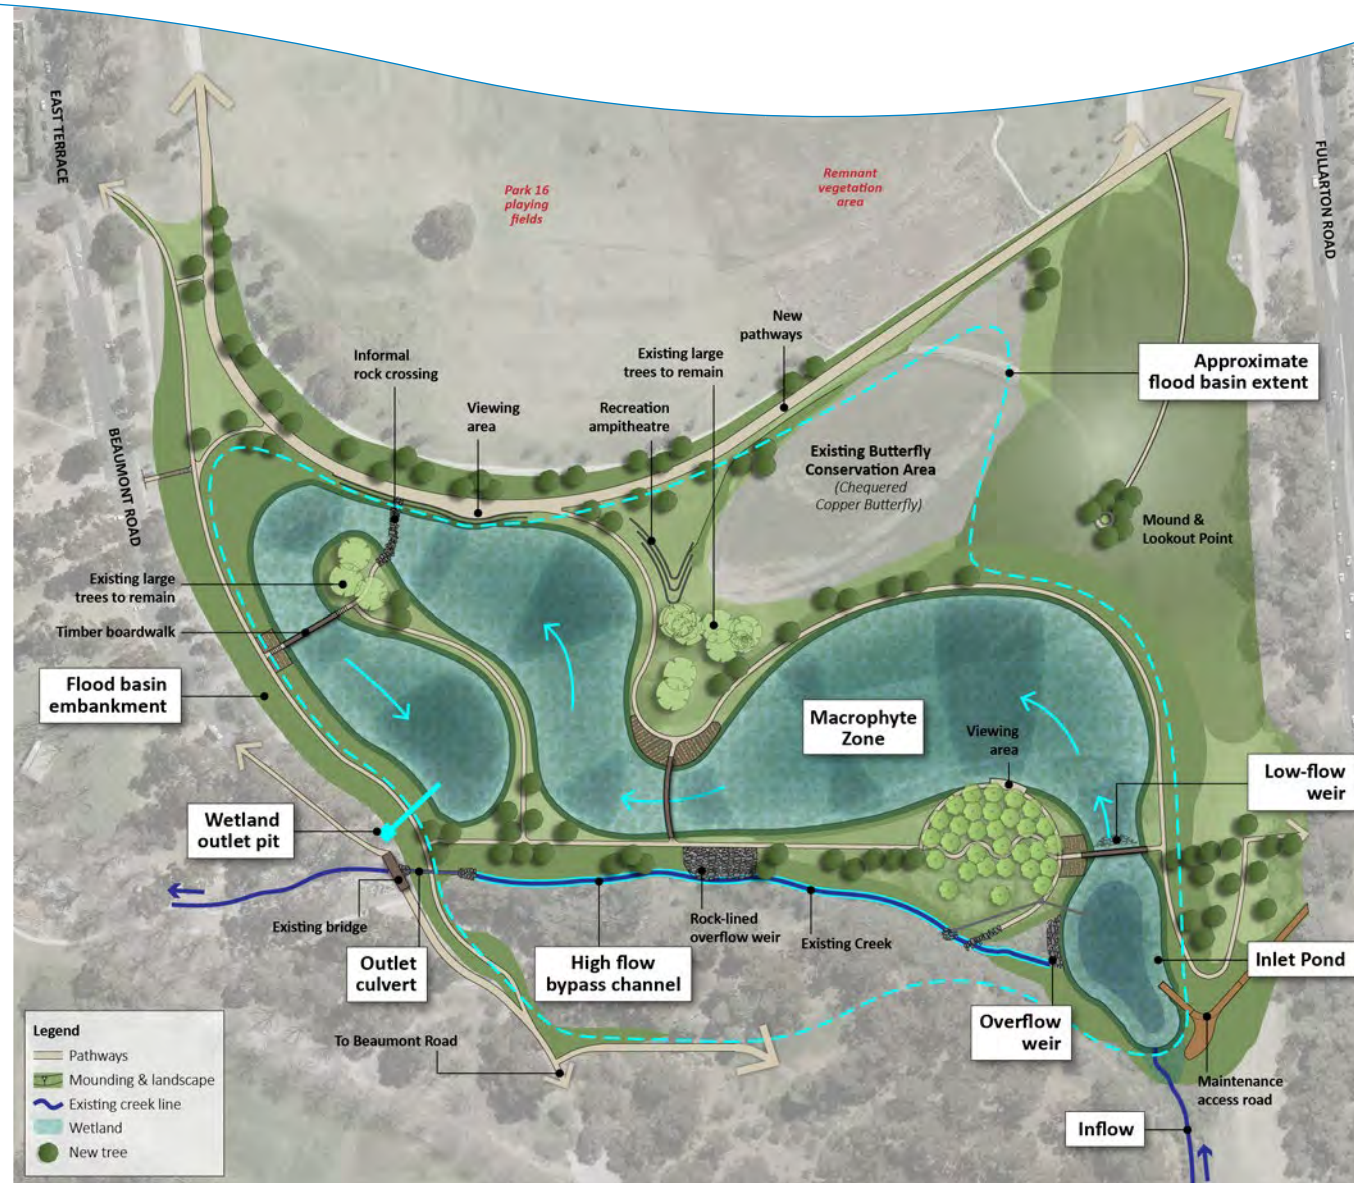 EAST TERRACE
FULLARTON ROAD
Park 16
playing
fields
Remnant
vegetation
area
New
pathways
Informal
rock crossing
Existing large
trees to remain
Approximate
flood basin extent
Viewing
area
Recreation
ampitheatre
BEAUMONT ROAD
Existing Butterfly
Conservation Area
(Chequered
Copper Butterfly)
Mound &
Lookout Point
Existing large
trees to remain
Timber boardwalk
Flood basin
embankment
Macrophyte
Zone
Viewing
area
Low-flow
weir
Wetland
outlet pit
Existing bridge
Rock-lined
overflow weir
Existing Creek
Outlet
culvert
High flow
bypass channel
Inlet Pond
Overflow
weir
To Beaumont Road
Maintenance
access road
Inflow
Legend
Pathways
Mounding & landscape
Existing creek line
Wetland
New tree